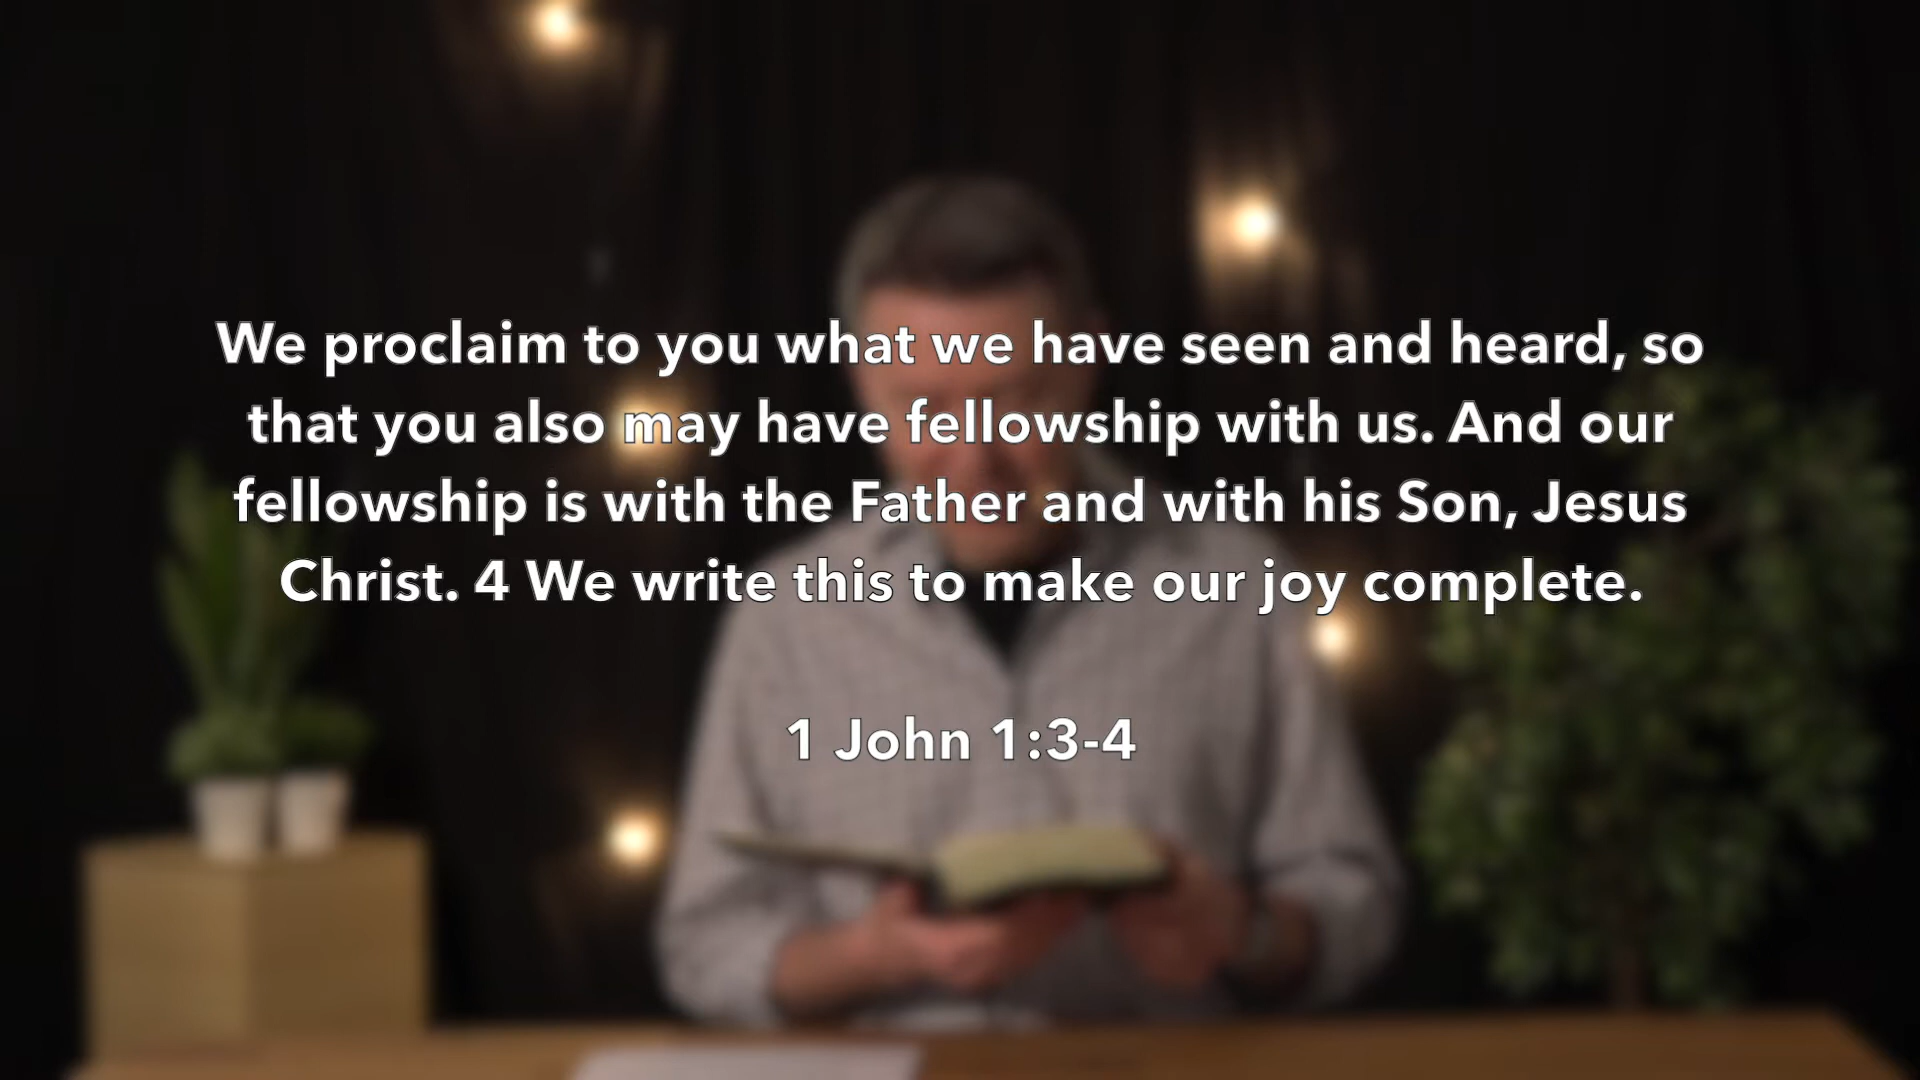 We proclaim to you what we have seen and heard, so
that you also may have fellowship with us. And our
fellowship is with the Father and with his Son, Jesus
Christ. 4 We write this to make our joy complete.
1 John 1:3-4